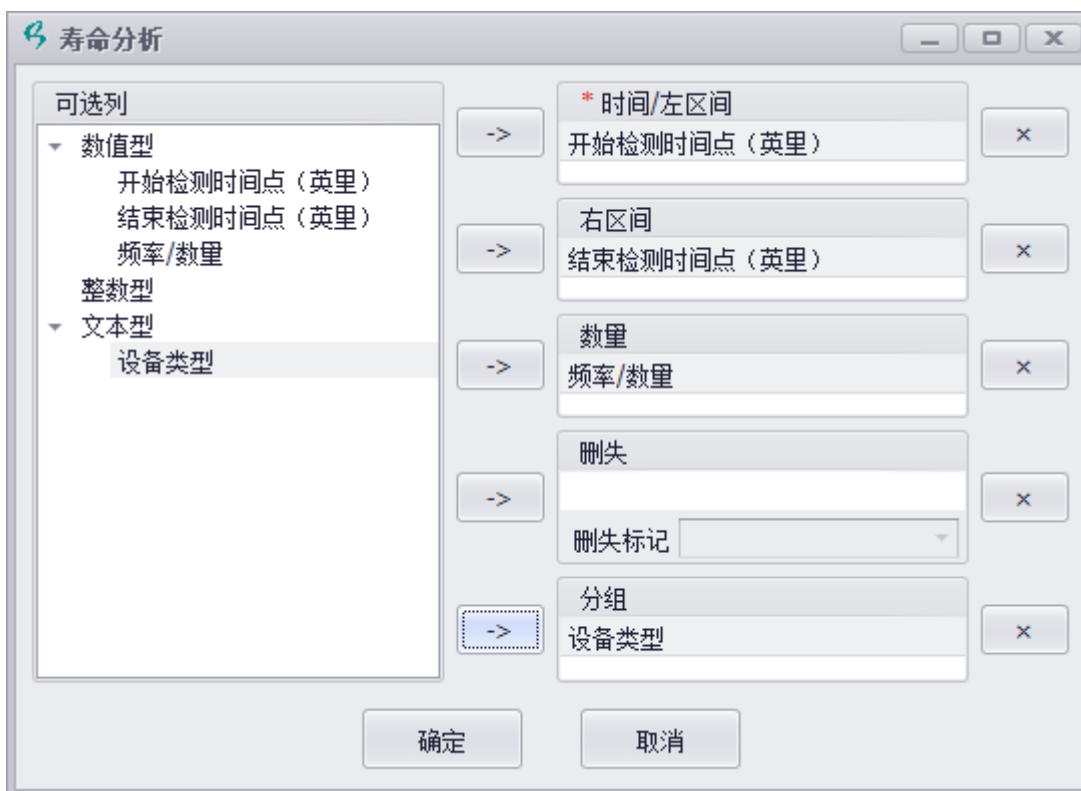 寿命分析
可选列
数值型
开始检测时间点（英里）
结束检测时间点（英里）
频率/数量
整数型
文本型
设备类型
->
* 时间/左区间
开始检测时间点（英里）
×
->
右区间
结束检测时间点（英里）
×
->
数量
频率/数量
×
->
删失
删失标记
×
->
分组
设备类型
×
确定
取消